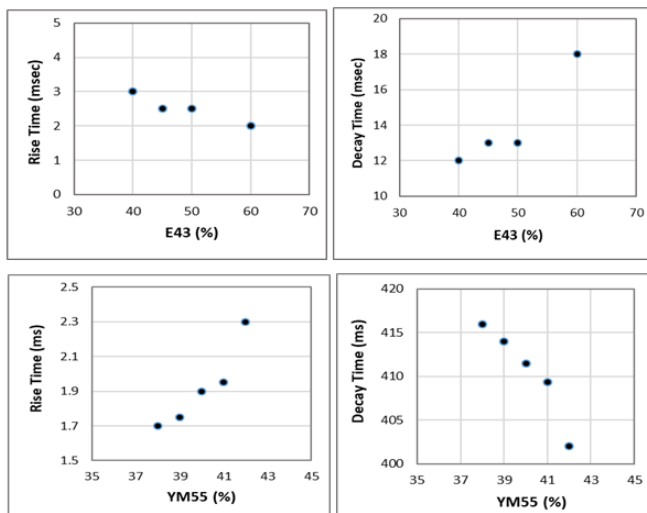 5
4
3
2
1
0
Rise Time (msec)
30 40 50 60 70
E43 (%)
20
18
16
14
12
10
Decay Time (msec)
30 40 50 60 70
E43 (%)
2.5
2.3
2.1
1.9
1.7
1.5
Rise Time (ms)
35 37 39 41 43 45
YM55 (%)
420
415
410
405
400
Decay Time (ms)
35 37 39 41 43 45
YM55 (%)